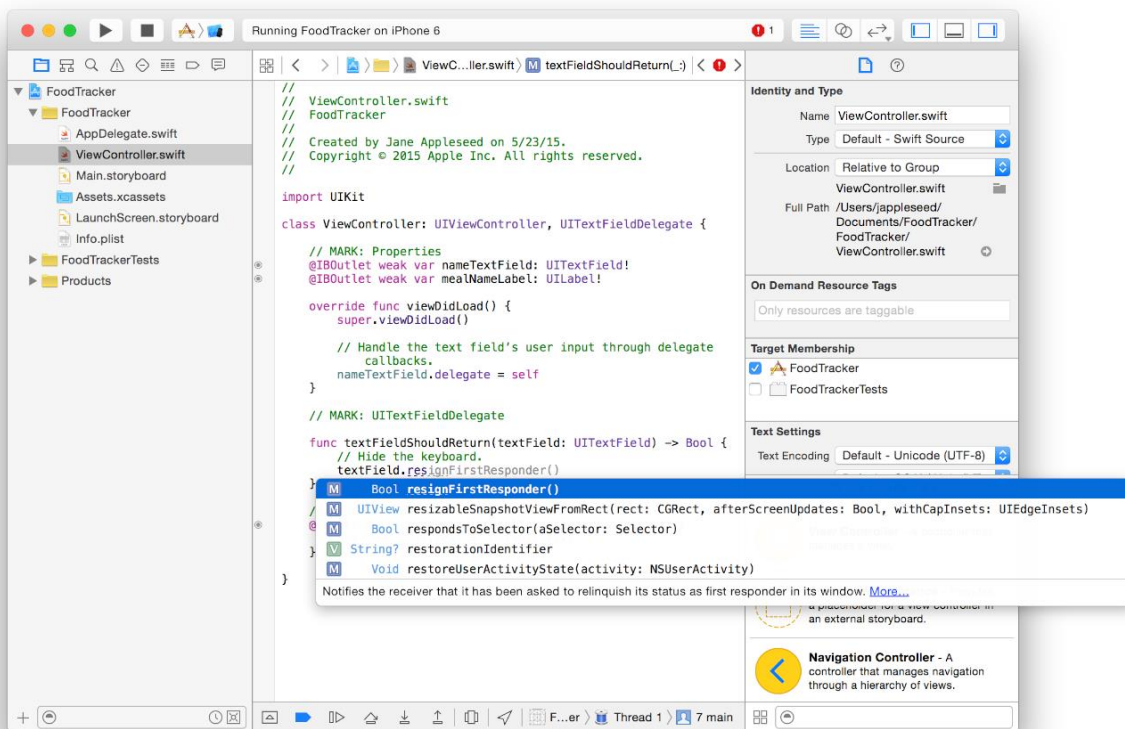 Running FoodTracker on iPhone 6
1
ViewC...ller.swift
textFieldShouldReturn(_:)
FoodTracker
FoodTracker
AppDelegate.swift
ViewController.swift
Main.storyboard
Assets.xcassets
LaunchScreen.storyboard
Info.plist
FoodTrackerTests
Products
//
// ViewController.swift
// FoodTracker
//
// Created by Jane Appleseed on 5/23/15.
// Copyright © 2015 Apple Inc. All rights reserved.
//
import UIKit
class ViewController: UIViewController, UITextFieldDelegate {
// MARK: Properties
@IBOutlet weak var nameTextField: UITextField!
@IBOutlet weak var mealNameLabel: UILabel!
override func viewDidLoad() {
super.viewDidLoad()
// Handle the text field's user input through delegate
callbacks.
nameTextField.delegate = self
}
// MARK: UITextFieldDelegate
func textFieldShouldReturn(textField: UITextField) -> Bool {
// Hide the keyboard.
textField.resignFirstResponder()
}
M Bool resignFirstResponder()
M UIView resizableSnapshotViewFromRect(rect: CGRect, afterScreenUpdates: Bool, withCapInsets: UIEdgeInsets)
M Bool respondsToSelector(aSelector: Selector)
V String? restorationIdentifier
M Void restoreUserActivityState(activity: NSUserActivity)
Notifies the receiver that it has been asked to relinquish its status as first responder in its window. More...
}
}
F...er
Thread 1
7 main
Identity and Type
Name ViewController.swift
Type Default - Swift Source
Location Relative to Group
ViewController.swift
Full Path /Users/jappleseed/
Documents/FoodTracker/
FoodTracker/
ViewController.swift
On Demand Resource Tags
Only resources are taggable
Target Membership
FoodTracker
FoodTrackerTests
Text Settings
Text Encoding Default - Unicode (UTF-8)
a placeholder for a view controller in
an external storyboard.
Navigation Controller - A
controller that manages navigation
through a hierarchy of views.